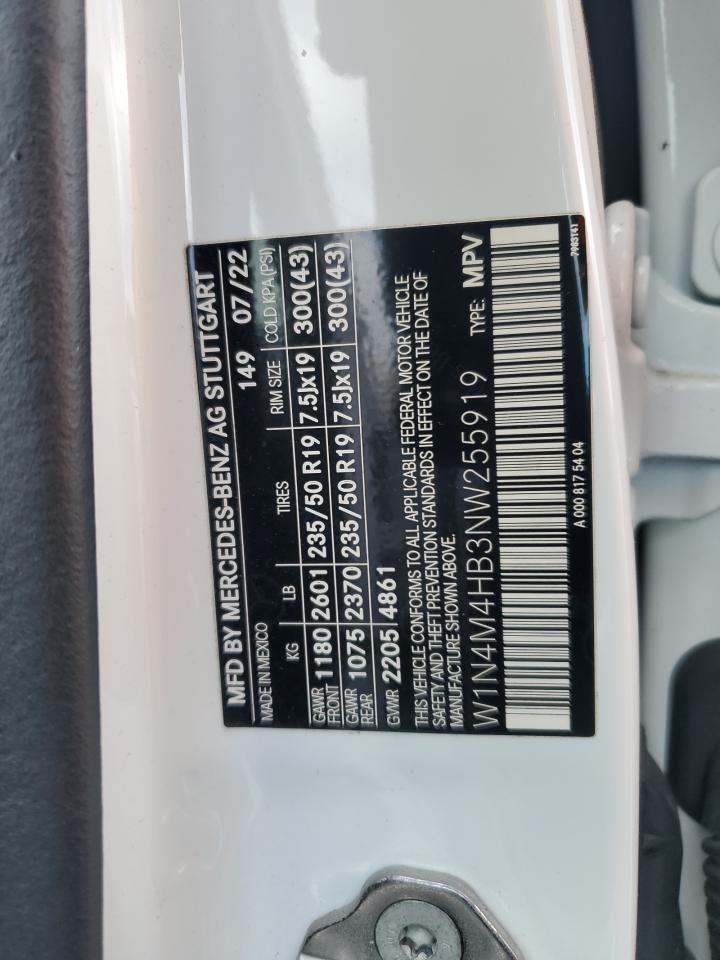 MFD BY MERCEDES-BENZ AG STUTTGART
MADE IN MEXICO 149 07/22
KG LB TIRES RIM SIZE COLD KPA (PSI)
GAWR FRONT 1180 2601 235/50 R19 7.5Jx19 300(43)
GAWR REAR 1075 2370 235/50 R19 7.5Jx19 300(43)
GVWR 2205 4861
THIS VEHICLE CONFORMS TO ALL APPLICABLE FEDERAL MOTOR VEHICLE
SAFETY AND THEFT PREVENTION STANDARDS IN EFFECT ON THE DATE OF
MANUFACTURE SHOWN ABOVE.
W1N4M4HB3NW255919 TYPE: MPV
A 000 817 54 04 7983141